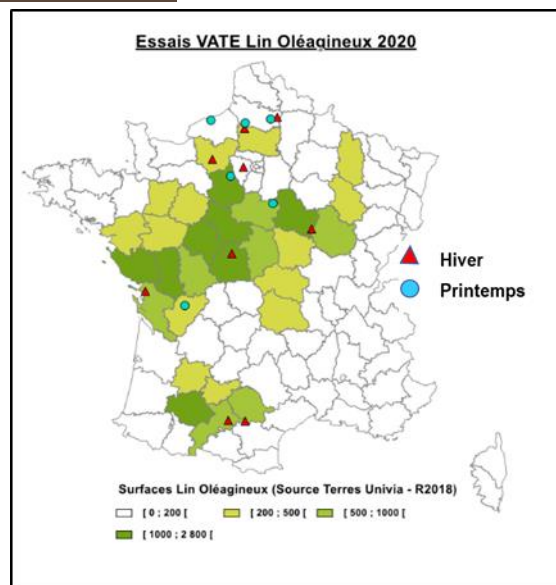 Essais VATE Lin Oléagineux 2020
Hiver
Printemps
Surfaces Lin Oléagineux (Source Terres Univia - R2018)
[ 0 ; 200 [ [ 200 ; 500 [ [ 500 ; 1000 [
[ 1000 ; 2 800 [